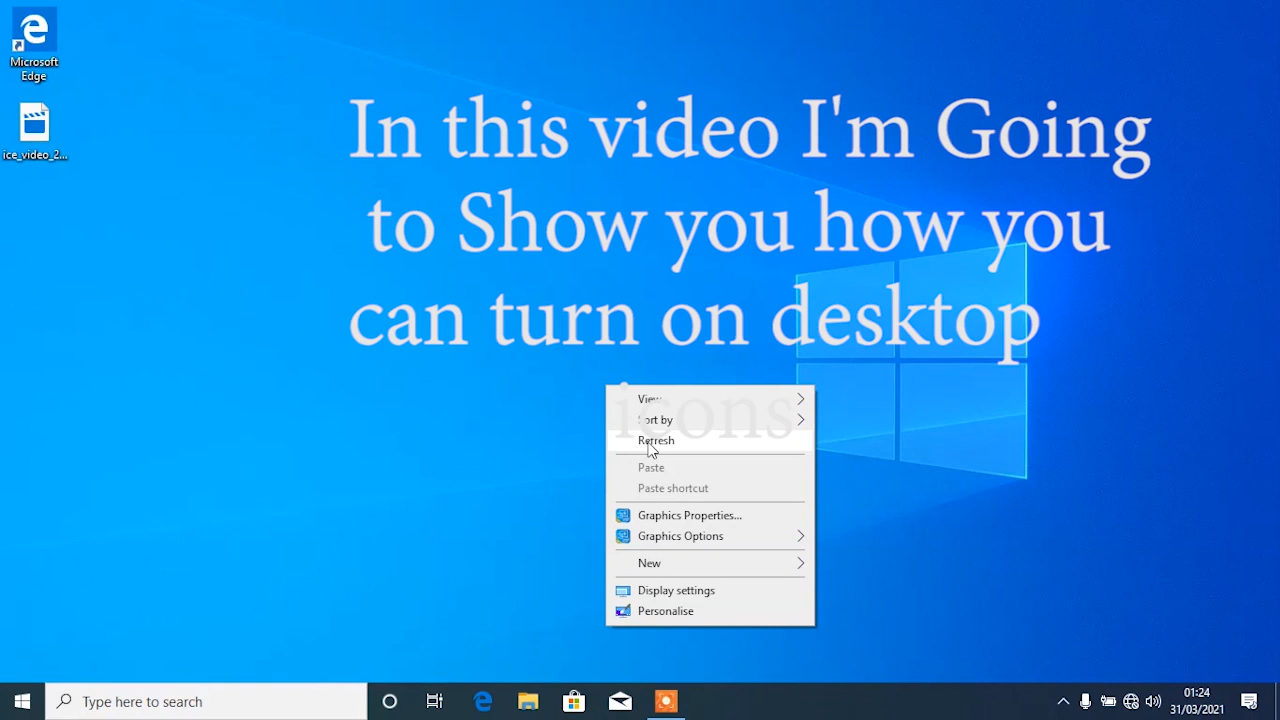 Microsoft
Edge
ice_video_2...
In this video I'm Going
to Show you how you
can turn on desktop
icons
View
Sort by
Refresh
Paste
Paste shortcut
Graphics Properties...
Graphics Options
New
Display settings
Personalise
Type here to search
01:24
31/03/2021